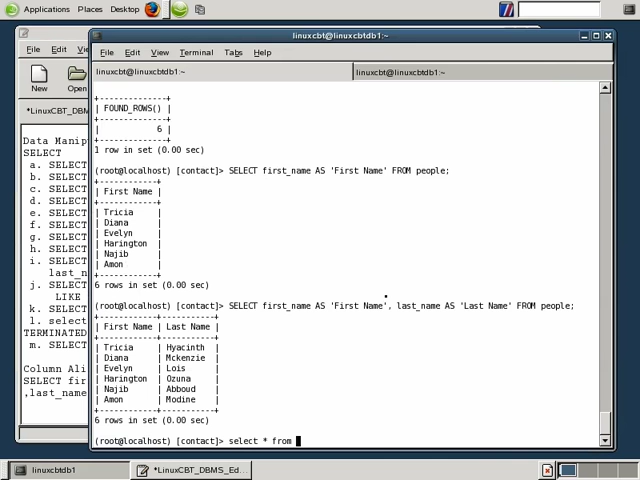 Applications Places Desktop
linuxcbt@linuxcbtdb1:~
File Edit View
File Edit View Terminal Tabs Help
linuxcbt@linuxcbtdb1:~
linuxcbt@linuxcbtdb1:~
New Open
*LinuxCBT_DBM
Data Manip
SELECT
a. SELECT
b. SELECT
c. SELECT
d. SELECT
e. SELECT
f. SELECT
g. SELECT
h. SELECT
i. SELECT
last_n
j. SELECT
LIKE
k. SELECT
l. select
TERMINATED
m. SELECT
Column Ali
SELECT fir
,last_name
+--------------+
| FOUND_ROWS() |
+--------------+
| 6 |
+--------------+
1 row in set (0.00 sec)
(root@localhost) [contact]> SELECT first_name AS 'First Name' FROM people;
+------------+
| First Name |
+------------+
| Tricia |
| Diana |
| Evelyn |
| Harington |
| Najib |
| Amon |
+------------+
6 rows in set (0.00 sec)
(root@localhost) [contact]> SELECT first_name AS 'First Name', last_name AS 'Last Name' FROM people;
+------------+-----------+
| First Name | Last Name |
+------------+-----------+
| Tricia | Hyacinth |
| Diana | Mckenzie |
| Evelyn | Lois |
| Harington | Ozuna |
| Najib | Abboud |
| Amon | Modine |
+------------+-----------+
6 rows in set (0.00 sec)
(root@localhost) [contact]> select * from
linuxcbtdb1
*LinuxCBT_DBMS_Ed...